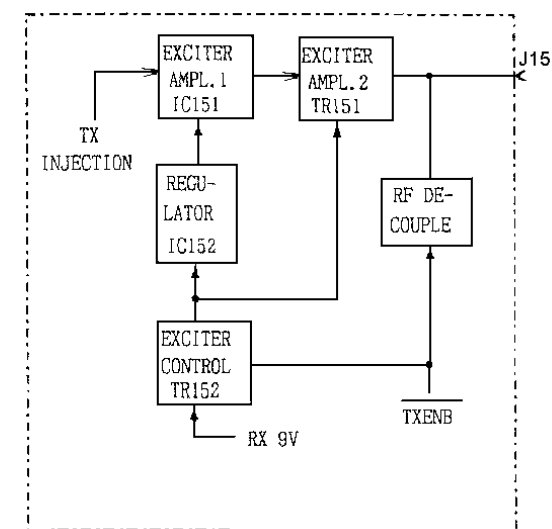 EXCITER
AMPL.1
IC151
EXCITER
AMPL.2
TR151
J15
TX
INJECTION
REGU-
LATOR
IC152
RF DE-
COUPLE
EXCITER
CONTROL
TR152
TXENB
RX 9V